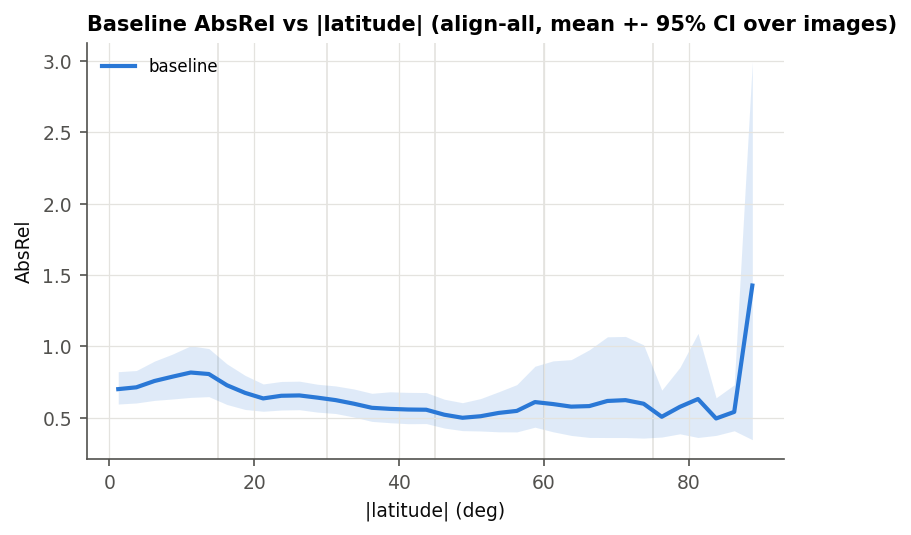 Baseline AbsRel vs |latitude| (align-all, mean +- 95% CI over images)
baseline
3.0
2.5
2.0
1.5
1.0
0.5
AbsRel
0 20 40 60 80
|latitude| (deg)